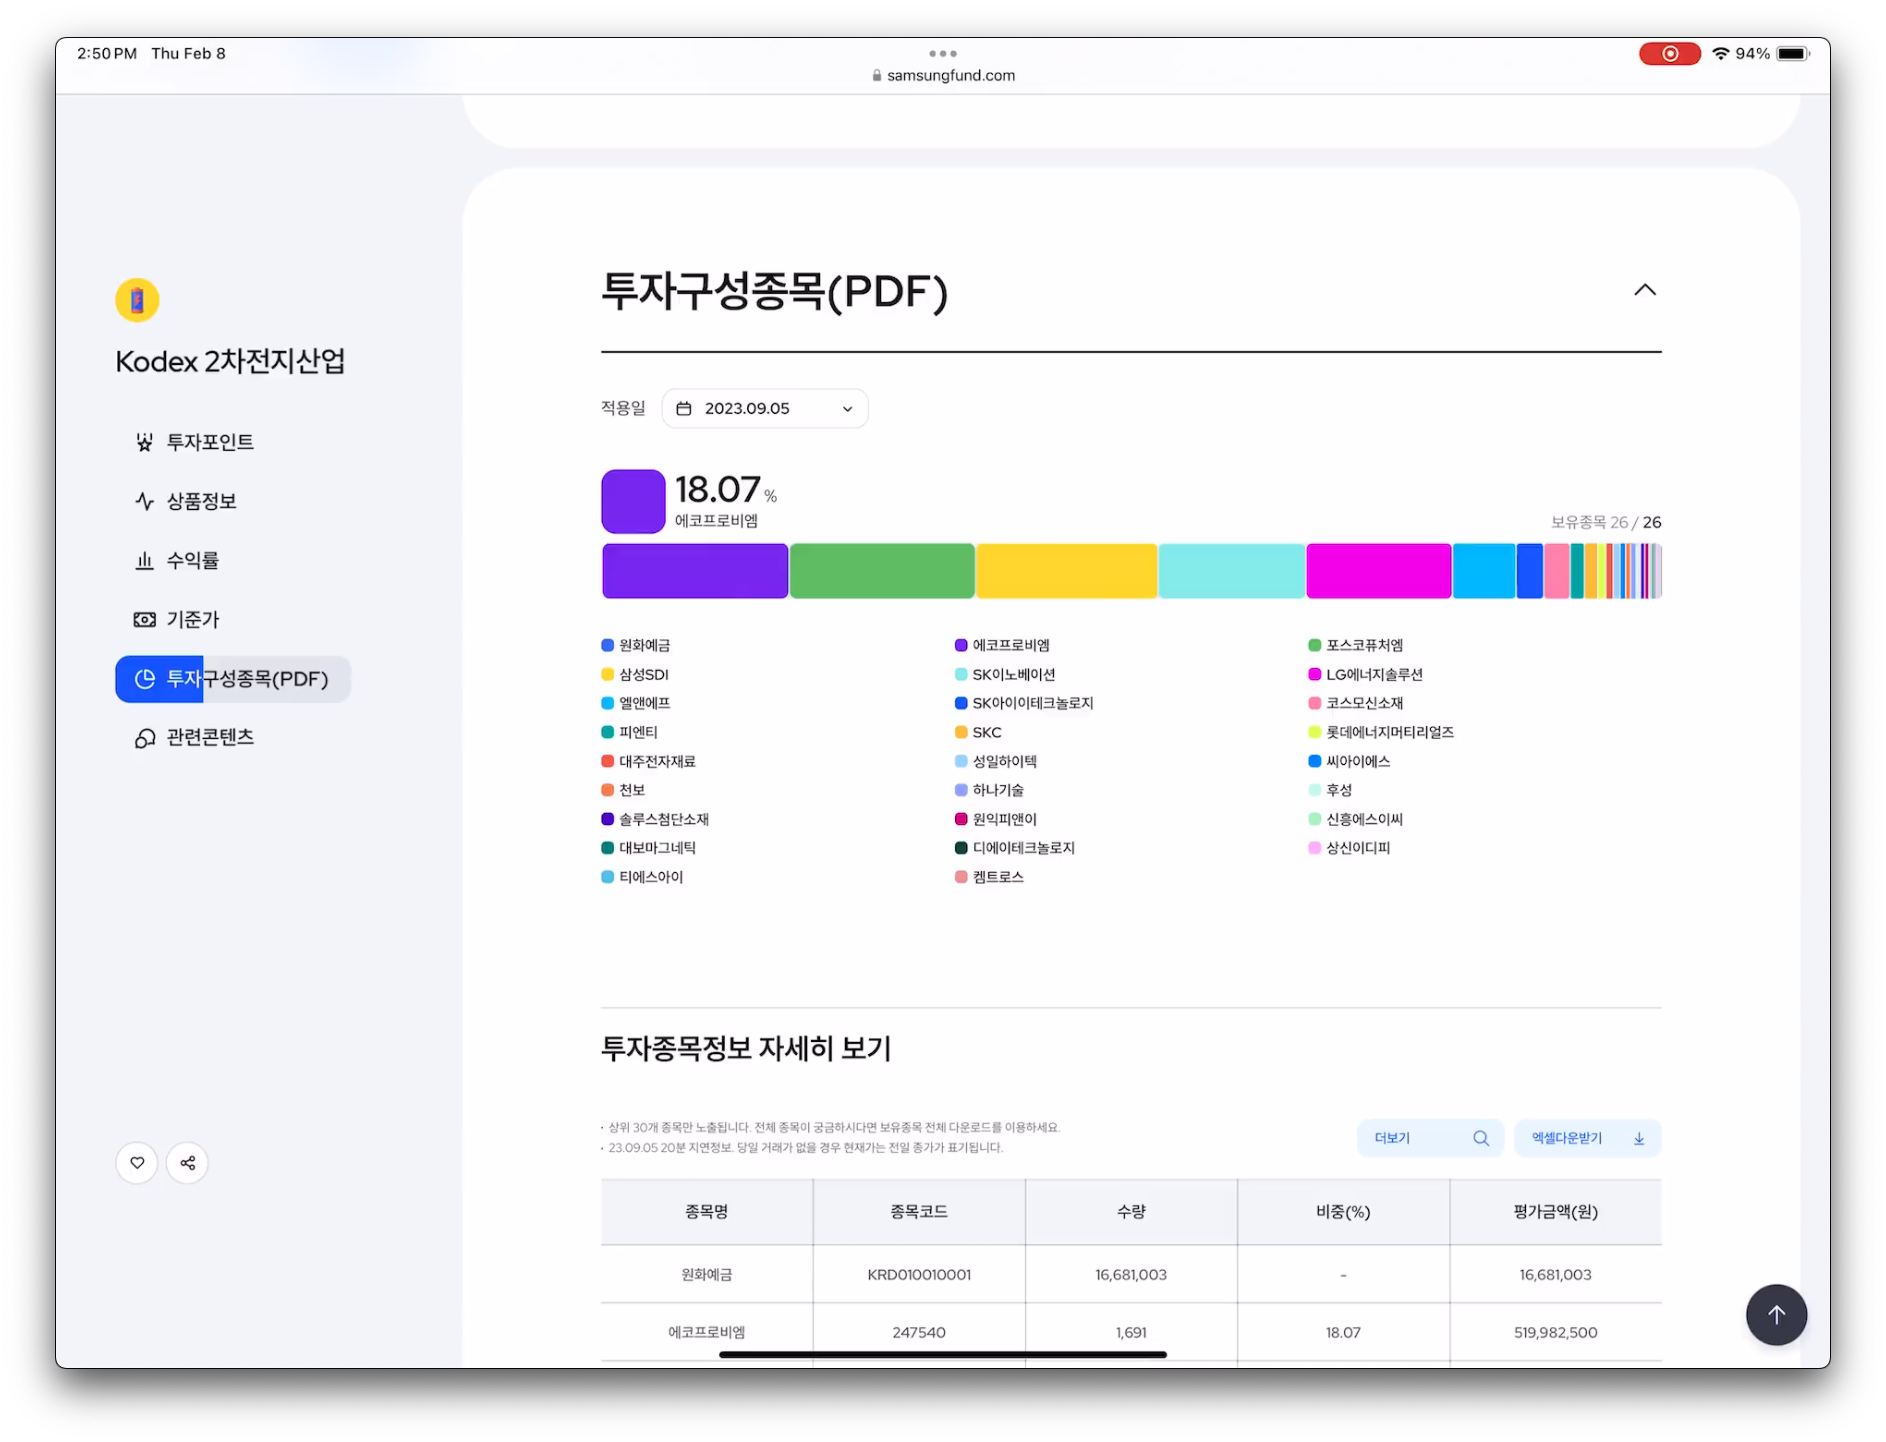 2:50 PM Thu Feb 8
samsungfund.com
94%
Kodex 2차전지산업
투자포인트
상품정보
수익률
기준가
투자구성종목(PDF)
관련콘텐츠
투자구성종목(PDF)
적용일 2023.09.05
18.07 %
에코프로비엠
보유종목 26 / 26
원화예금 에코프로비엠 포스코퓨처엠
삼성SDI SK이노베이션 LG에너지솔루션
엘앤에프 SK아이이테크놀로지 코스모신소재
피엔티 SKC 롯데에너지머티리얼즈
대주전자재료 성일하이텍 씨아이에스
천보 하나기술 후성
솔루스첨단소재 원익피앤이 신흥에스이씨
대보마그네틱 디에이테크놀로지 상신이디피
티에스아이 켐트로스
투자종목정보 자세히 보기
· 상위 30개 종목만 노출됩니다. 전체 종목이 궁금하시다면 보유종목 전체 다운로드를 이용하세요.
· 23.09.05 20분 지연정보. 당일 거래가 없을 경우 현재가는 전일 종가가 표기됩니다.
더보기 엑셀다운받기
종목명 종목코드 수량 비중(%) 평가금액(원)
원화예금 KRD010010001 16,681,003 - 16,681,003
에코프로비엠 247540 1,691 18.07 519,982,500